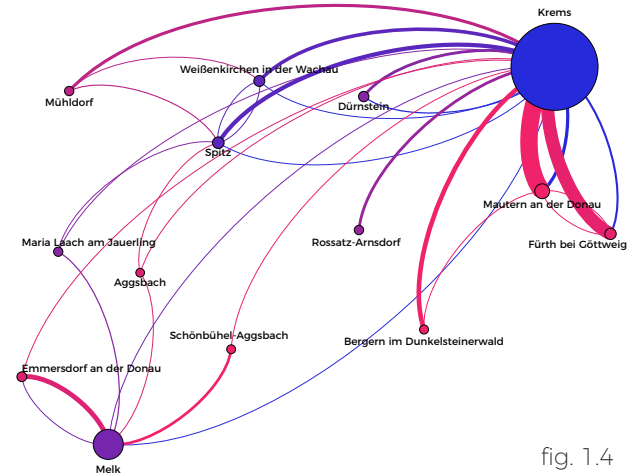 Krems
Weißenkirchen in der Wachau
Mühldorf
Dürnstein
Spitz
Mautern an der Donau
Maria Laach am Jauerling
Rossatz-Arnsdorf
Fürth bei Göttweig
Aggsbach
Schönbühel-Aggsbach
Bergern im Dunkelsteinerwald
Emmersdorf an der Donau
Melk
fig. 1.4